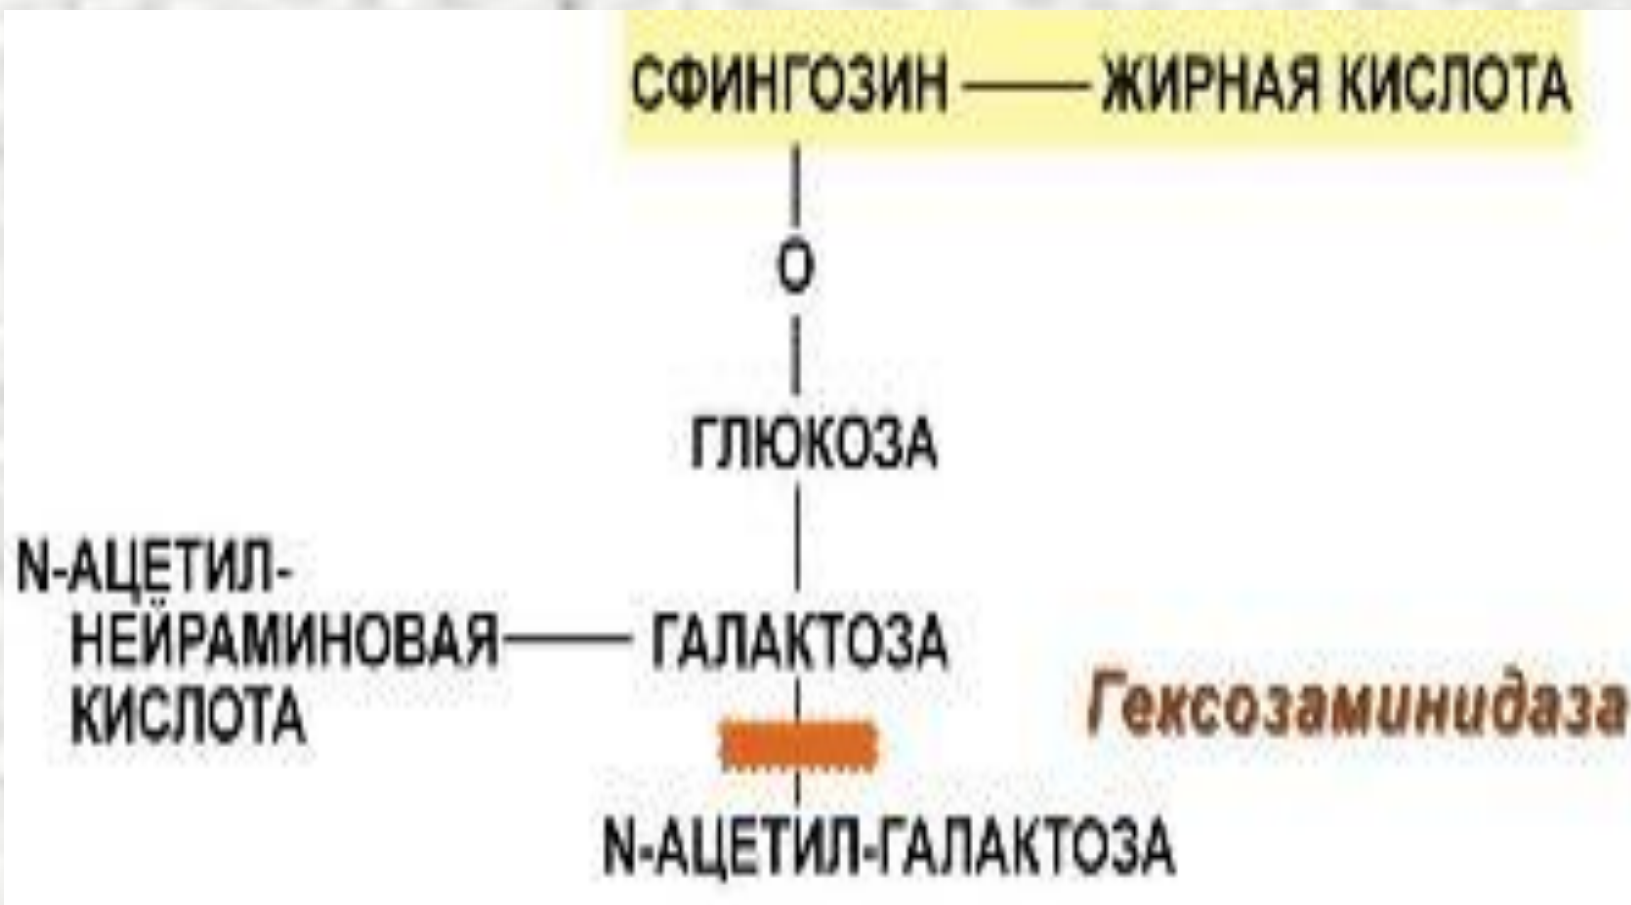 СФИНГОЗИН — ЖИРНАЯ КИСЛОТА
О
ГЛЮКОЗА
N-АЦЕТИЛ-
НЕЙРАМИНОВАЯ — ГАЛАКТОЗА
КИСЛОТА
Гексозаминидаза
N-АЦЕТИЛ-ГАЛАКТОЗА